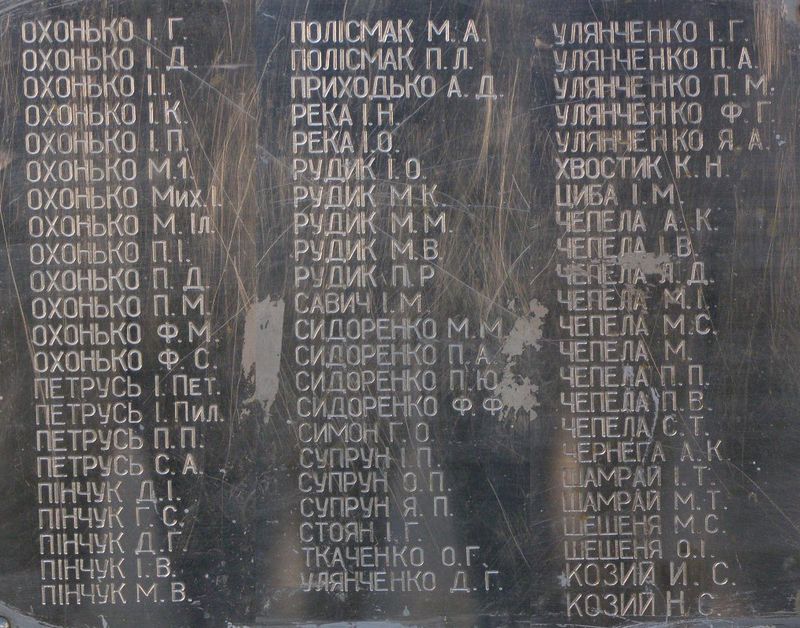 ОХОНЬКО І. Г.
ОХОНЬКО І. Д.
ОХОНЬКО І.І.
ОХОНЬКО І.К.
ОХОНЬКО І.П.
ОХОНЬКО М.І.
ОХОНЬКО Мих.І.
ОХОНЬКО М. Іл.
ОХОНЬКО П.І.
ОХОНЬКО П. Д.
ОХОНЬКО П. М.
ОХОНЬКО Ф. М.
ОХОНЬКО Ф. С.
ПЕТРУСЬ І. Пет.
ПЕТРУСЬ І. Пил.
ПЕТРУСЬ П. П.
ПЕТРУСЬ С. А.
ПІНЧУК Д.І.
ПІНЧУК Г. С.
ПІНЧУК Д. Г.
ПІНЧУК І. В.
ПІНЧУК М. В.
ПОЛІСМАК М. А.
ПОЛІСМАК П. Л.
ПРИХОДЬКО А. Д.
РЕКА І. Н.
РЕКА І. О.
РУДИК І. О.
РУДИК М. К.
РУДИК М. М.
РУДИК М. В.
РУДИК П. Р.
САВИЧ І. М.
СИДОРЕНКО М. М.
СИДОРЕНКО П. А.
СИДОРЕНКО П. Ю.
СИДОРЕНКО Ф. Ф.
СИМОН Г. О.
СУПРУН І. П.
СУПРУН О. П.
СУПРУН Я. П.
СТОЯН І. Г.
ТКАЧЕНКО О. Г.
УЛЯНЧЕНКО Д. Г.
УЛЯНЧЕНКО І. Г.
УЛЯНЧЕНКО П. А.
УЛЯНЧЕНКО П. М.
УЛЯНЧЕНКО Ф. Г.
УЛЯНЧЕНКО Я. А.
ХВОСТИК К. Н.
ЦИБА І. М.
ЧЕПЕЛА А. К.
ЧЕПЕЛА І. В.
ЧЕПЕЛА Я. Д.
ЧЕПЕЛА М. І.
ЧЕПЕЛА М. С.
ЧЕПЕЛА М.
ЧЕПЕЛА П. П.
ЧЕПЕЛА П. В.
ЧЕПЕЛА С. Т.
ЧЕРНЕГА А. К.
ШАМРАЙ І. Т.
ШАМРАЙ М. Т.
ШЕШЕНЯ М. С.
ШЕШЕНЯ О. І.
КОЗИЙ И. С.
КОЗИЙ Н. С.